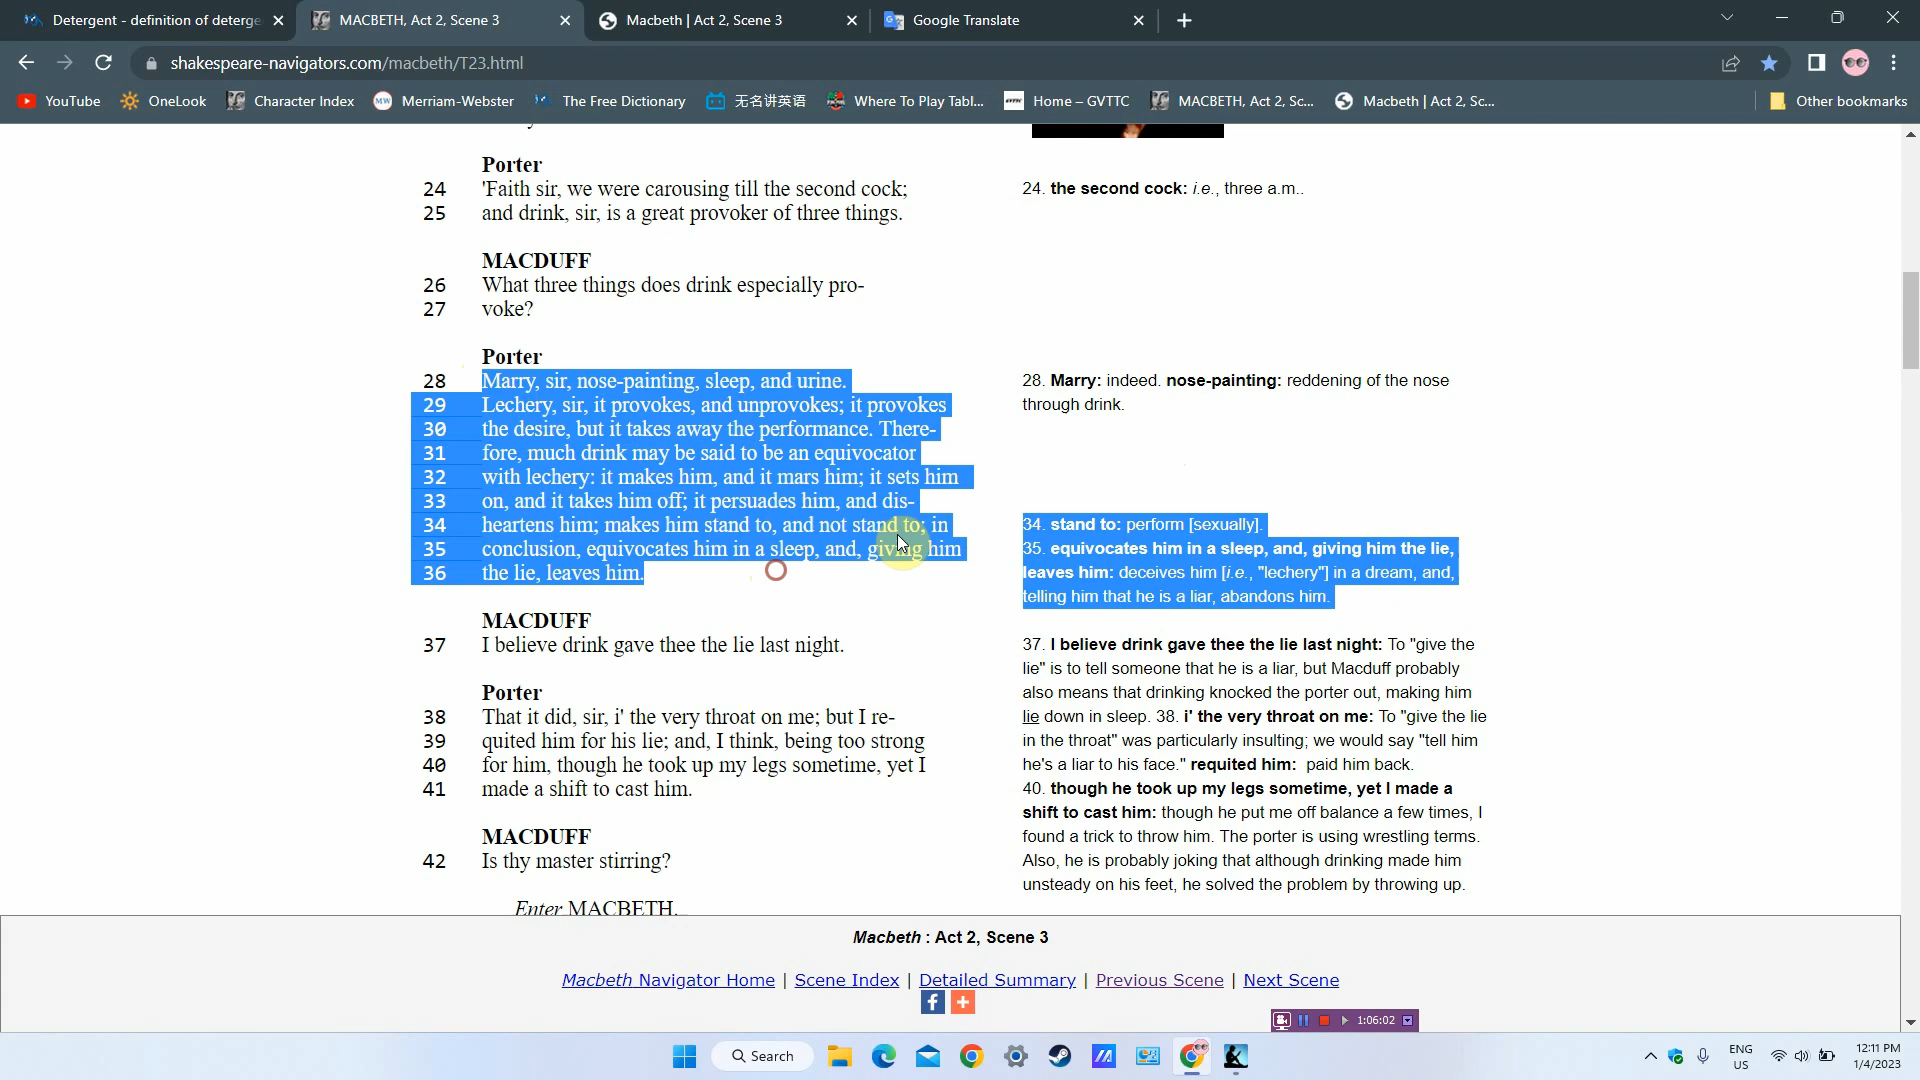 Detergent - definition of deterge
MACBETH, Act 2, Scene 3
Macbeth | Act 2, Scene 3
Google Translate
shakespeare-navigators.com/macbeth/T23.html
YouTube
OneLook
Character Index
Merriam-Webster
The Free Dictionary
无名讲英语
Where To Play Tabl...
Home – GVTTC
MACBETH, Act 2, Sc...
Macbeth | Act 2, Sc...
Other bookmarks
Porter
24 'Faith sir, we were carousing till the second cock;
25 and drink, sir, is a great provoker of three things.
24. the second cock: i.e., three a.m..
MACDUFF
26 What three things does drink especially pro-
27 voke?
Porter
28 Marry, sir, nose-painting, sleep, and urine.
29 Lechery, sir, it provokes, and unprovokes; it provokes
30 the desire, but it takes away the performance. There-
31 fore, much drink may be said to be an equivocator
32 with lechery: it makes him, and it mars him; it sets him
33 on, and it takes him off; it persuades him, and dis-
34 heartens him; makes him stand to, and not stand to; in
35 conclusion, equivocates him in a sleep, and, giving him
36 the lie, leaves him.
28. Marry: indeed. nose-painting: reddening of the nose
through drink.
34. stand to: perform [sexually].
35. equivocates him in a sleep, and, giving him the lie,
leaves him: deceives him [i.e., "lechery"] in a dream, and,
telling him that he is a liar, abandons him.
MACDUFF
37 I believe drink gave thee the lie last night.
Porter
38 That it did, sir, i' the very throat on me; but I re-
39 quited him for his lie; and, I think, being too strong
40 for him, though he took up my legs sometime, yet I
41 made a shift to cast him.
37. I believe drink gave thee the lie last night: To "give the
lie" is to tell someone that he is a liar, but Macduff probably
also means that drinking knocked the porter out, making him
lie down in sleep. 38. i' the very throat on me: To "give the lie
in the throat" was particularly insulting; we would say "tell him
he's a liar to his face." requited him: paid him back.
40. though he took up my legs sometime, yet I made a
shift to cast him: though he put me off balance a few times, I
found a trick to throw him. The porter is using wrestling terms.
Also, he is probably joking that although drinking made him
unsteady on his feet, he solved the problem by throwing up.
MACDUFF
42 Is thy master stirring?
Enter MACBETH.
Macbeth : Act 2, Scene 3
Macbeth Navigator Home | Scene Index | Detailed Summary | Previous Scene | Next Scene
1:06:02
Search
ENG
US
12:11 PM
1/4/2023